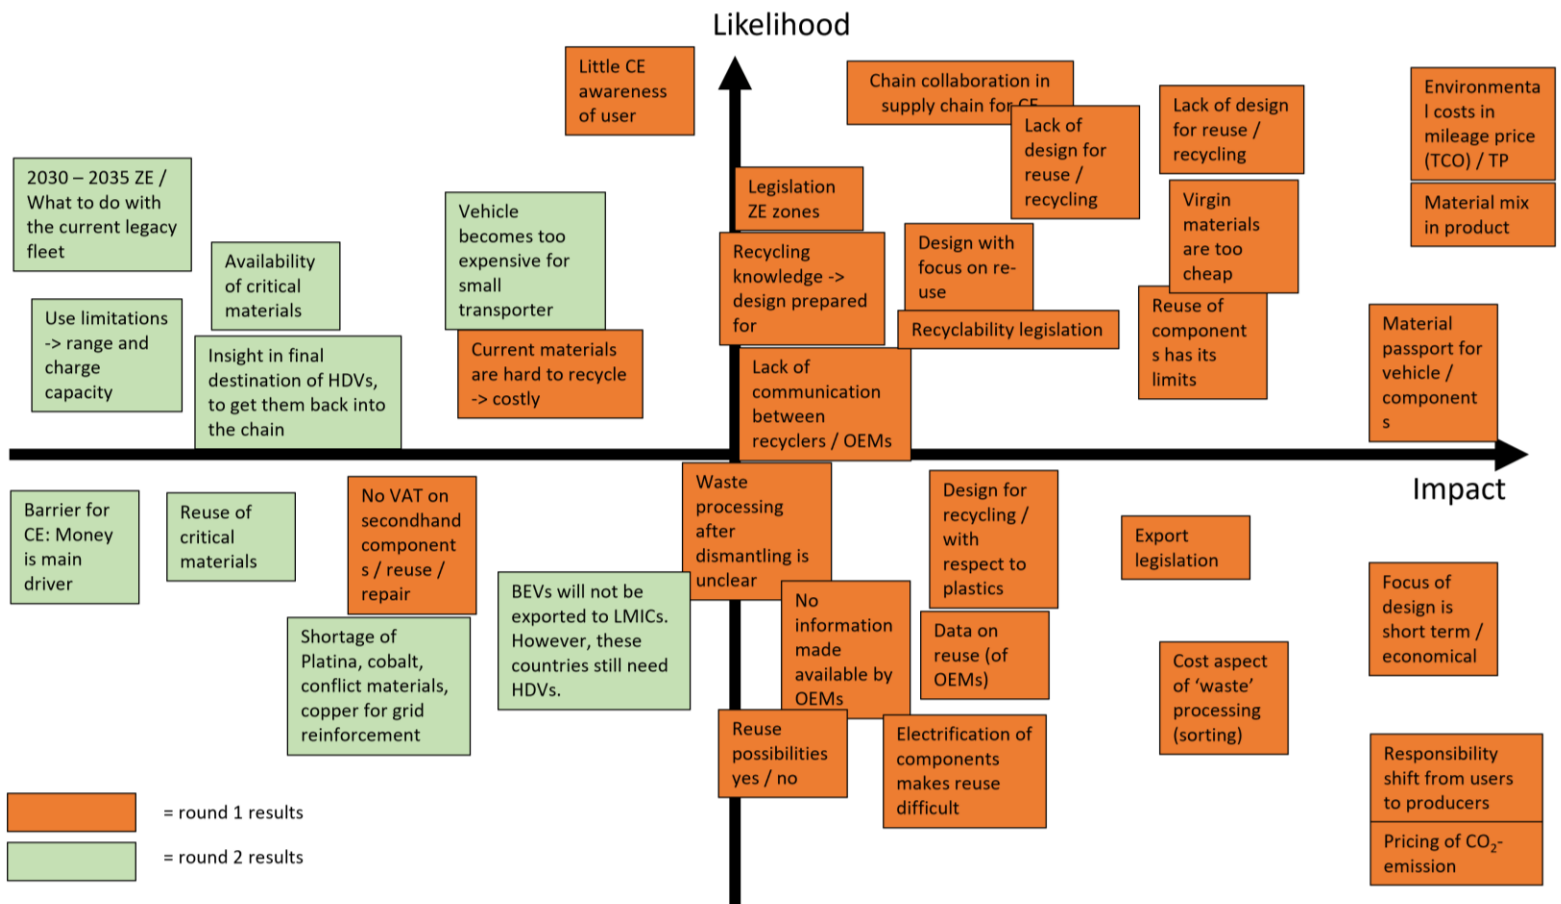 Likelihood
Little CE
awareness
of user
Chain collaboration in
supply chain for CE
Lack of
design for
reuse /
recycling
Lack of design
for reuse /
recycling
Environmenta
l costs in
mileage price
(TCO) / TP
Material mix
in product
2030 – 2035 ZE /
What to do with
the current legacy
fleet
Availability
of critical
materials
Vehicle
becomes too
expensive for
small
transporter
Legislation
ZE zones
Recycling
knowledge ->
design prepared
for
Design with
focus on re-
use
Recyclability legislation
Virgin
materials
are too
cheap
Reuse of
component
s has its
limits
Material
passport for
vehicle /
component
s
Use limitations
-> range and
charge
capacity
Insight in final
destination of HDVs,
to get them back into
the chain
Current materials
are hard to recycle
-> costly
Lack of
communication
between
recyclers / OEMs
Impact
Barrier for
CE: Money
is main
driver
Reuse of
critical
materials
No VAT on
secondhand
component
s / reuse /
repair
Waste
processing
after
dismantling is
unclear
Design for
recycling /
with
respect to
plastics
Export
legislation
Focus of
design is
short term /
economical
Shortage of
Platina, cobalt,
conflict materials,
copper for grid
reinforcement
BEVs will not be
exported to LMICs.
However, these
countries still need
HDVs.
No
information
made
available by
OEMs
Data on
reuse (of
OEMs)
Cost aspect
of ‘waste’
processing
(sorting)
Reuse
possibilities
yes / no
Electrification of
components
makes reuse
difficult
Responsibility
shift from users
to producers
Pricing of CO₂-
emission
= round 1 results
= round 2 results